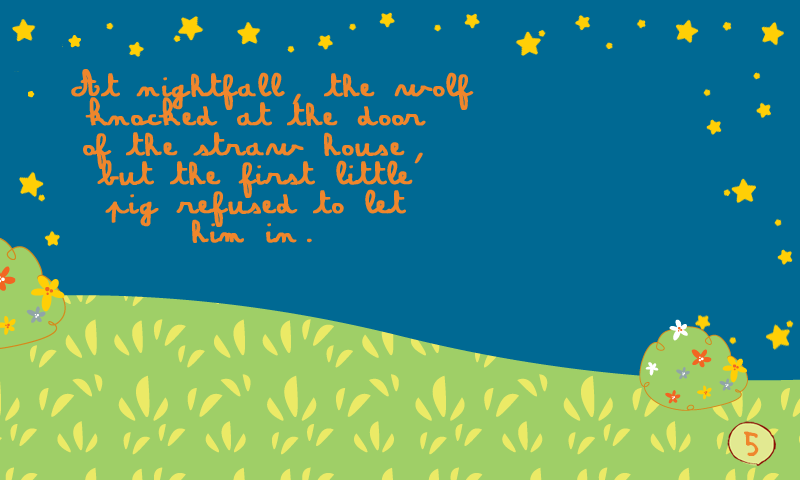 At nightfall, the wolf
knocked at the door
of the straw house,
but the first little
pig refused to let
him in.
5